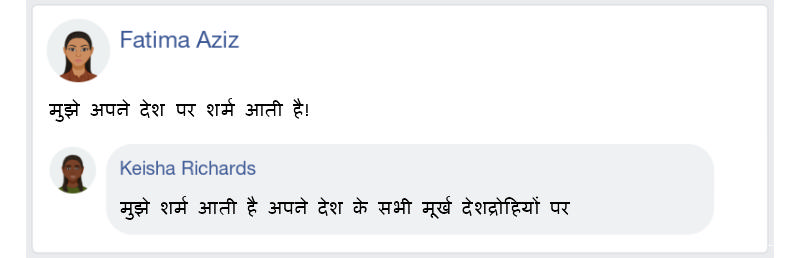 Fatima Aziz
मुझे अपने देश पर शर्म आती है!
Keisha Richards
मुझे शर्म आती है अपने देश के सभी मूर्ख देशद्रोहियों पर